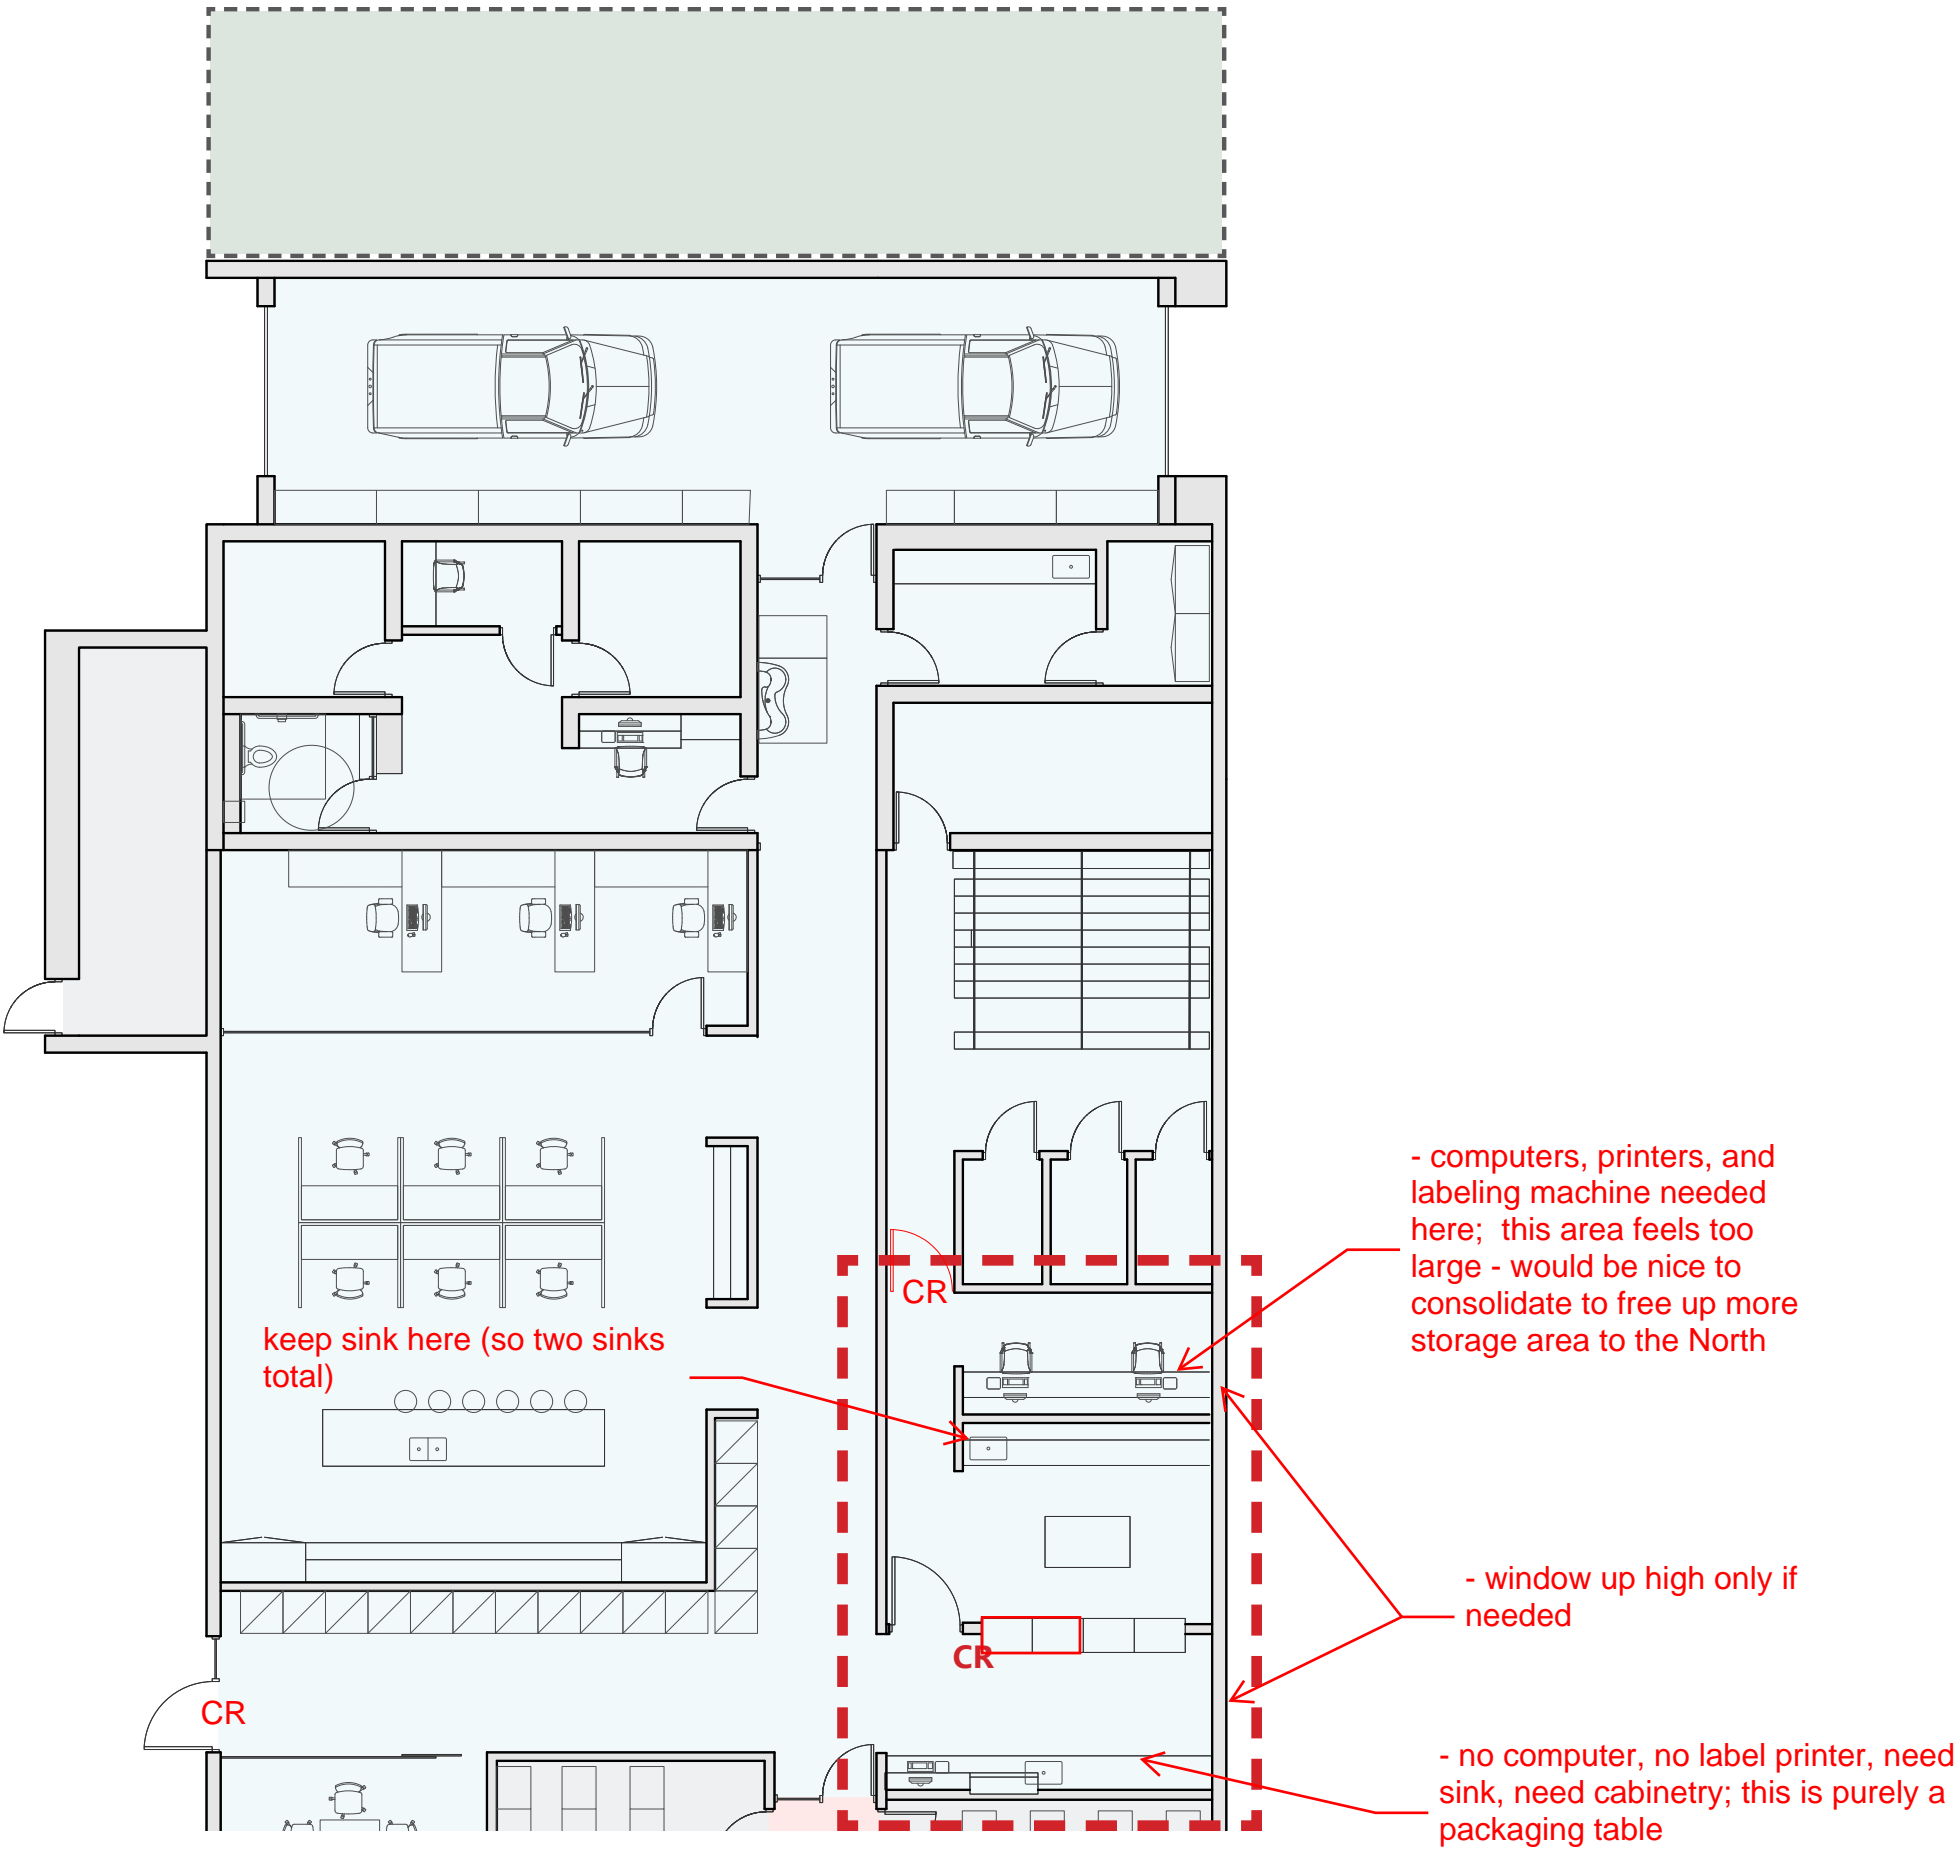 - computers, printers, and
labeling machine needed
here;  this area feels too
large - would be nice to
consolidate to free up more
storage area to the North
CR
keep sink here (so two sinks
total)
- window up high only if
needed
CR
CR
- no computer, no label printer, need
sink, need cabinetry; this is purely a
packaging table